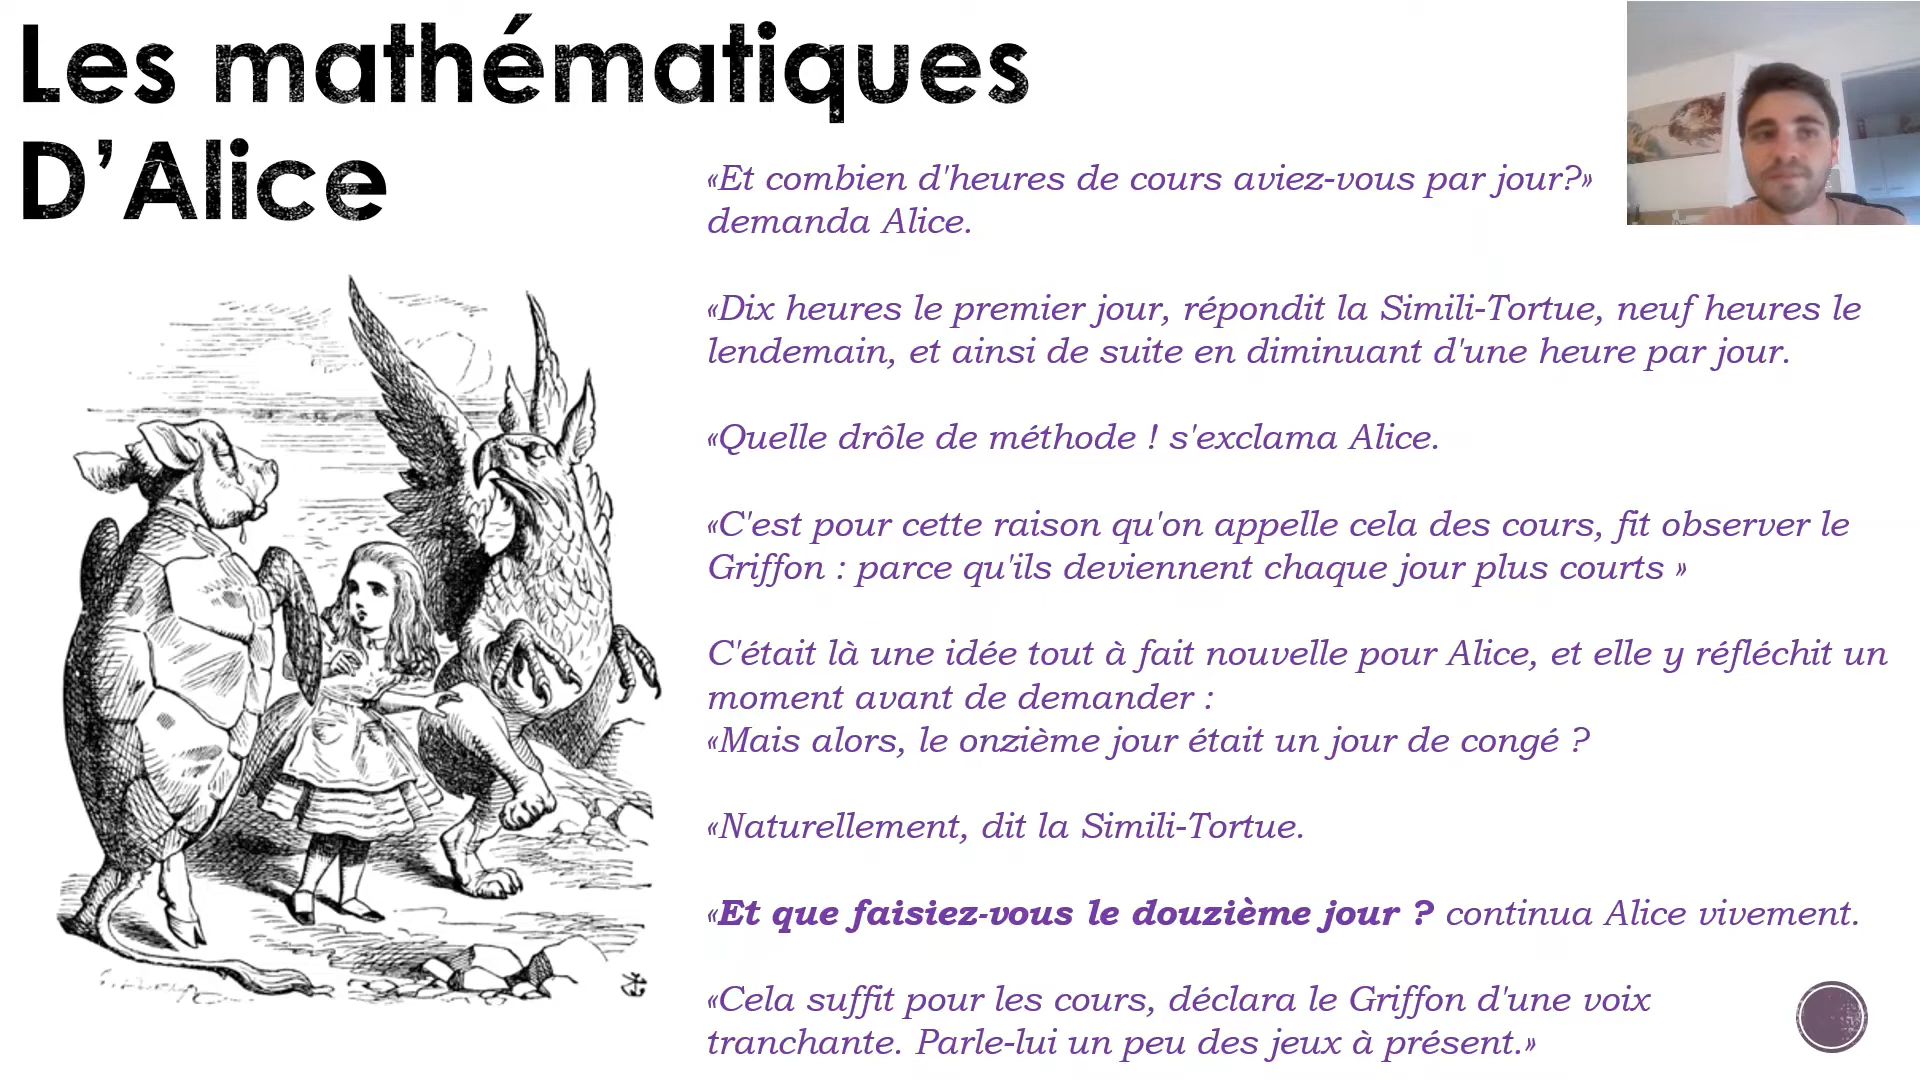 Les mathématiques
D’Alice
«Et combien d'heures de cours aviez-vous par jour?»
demanda Alice.
«Dix heures le premier jour, répondit la Simili-Tortue, neuf heures le
lendemain, et ainsi de suite en diminuant d'une heure par jour.
«Quelle drôle de méthode ! s'exclama Alice.
«C'est pour cette raison qu'on appelle cela des cours, fit observer le
Griffon : parce qu'ils deviennent chaque jour plus courts »
C'était là une idée tout à fait nouvelle pour Alice, et elle y réfléchit un
moment avant de demander :
«Mais alors, le onzième jour était un jour de congé ?
«Naturellement, dit la Simili-Tortue.
«Et que faisiez-vous le douzième jour ? continua Alice vivement.
«Cela suffit pour les cours, déclara le Griffon d'une voix
tranchante. Parle-lui un peu des jeux à présent.»